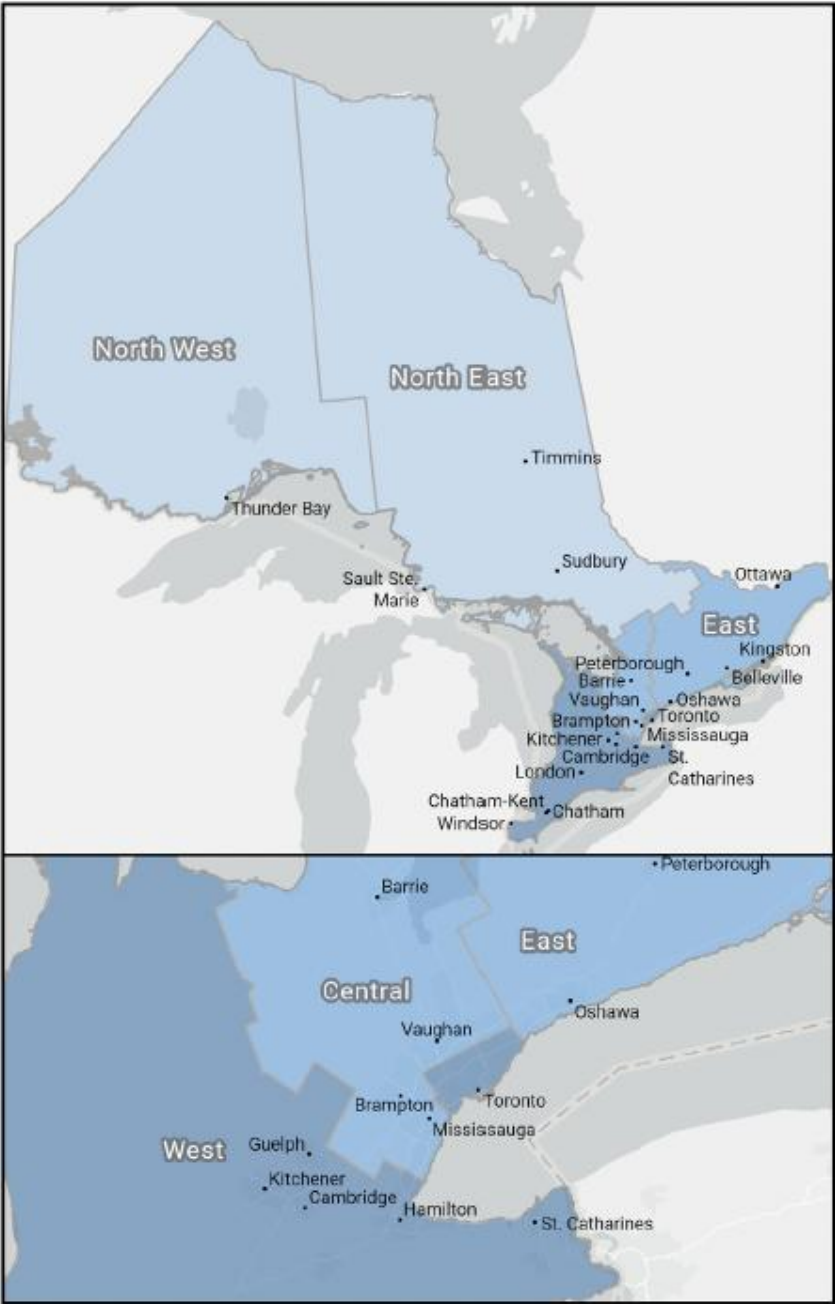 North West
North East
Timmins
Thunder Bay
Sudbury
Sault Ste.
Marie
Ottawa
East
Kingston
Peterborough
Belleville
Barrie
Vaughan
Oshawa
Brampton
Toronto
Kitchener
Mississauga
Cambridge
St.
Catharines
London
Chatham-Kent
Chatham
Windsor
Peterborough
Barrie
East
Central
Oshawa
Vaughan
Brampton
Toronto
Mississauga
West
Guelph
Kitchener
Cambridge
Hamilton
St. Catharines